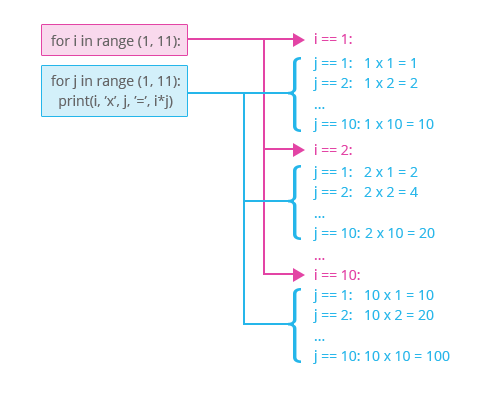 for i in range (1, 11):
for j in range (1, 11):
print(i, ‘x’, j, ‘=’, i*j)
i == 1:
j == 1: 1 x 1 = 1
j == 2: 1 x 2 = 2
...
j == 10: 1 x 10 = 10
i == 2:
j == 1: 2 x 1 = 2
j == 2: 2 x 2 = 4
...
j == 10: 2 x 10 = 20
...
i == 10:
j == 1: 10 x 1 = 10
j == 2: 10 x 2 = 20
...
j == 10: 10 x 10 = 100